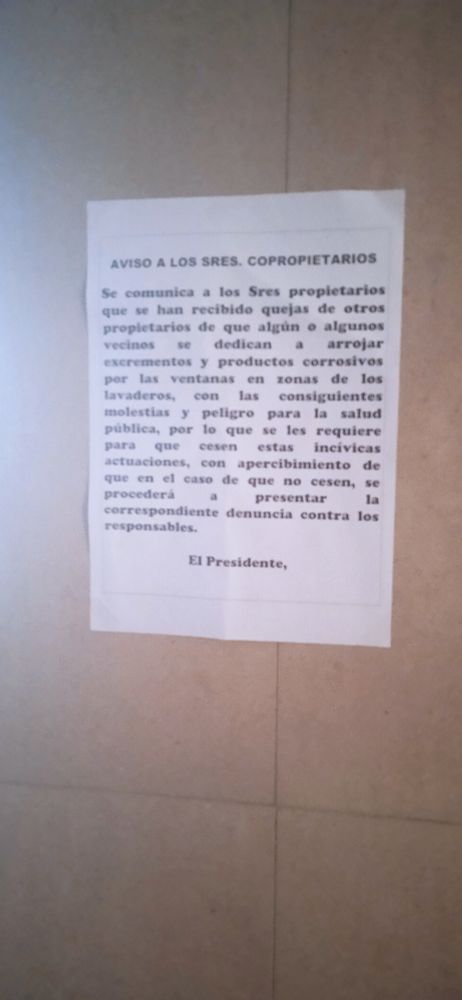 AVISO A LOS SRES. COPROPIETARIOS
Se comunica a los Sres propietarios
que se han recibido quejas de otros
propietarios de que algún o algunos
vecinos se dedican a arrojar
excrementos y productos corrosivos
por las ventanas en zonas de los
lavaderos, con las consiguientes
molestias y peligro para la salud
pública, por lo que se les requiere
para que cesen estas incívicas
actuaciones, con apercibimiento de
que en el caso de que no cesen, se
procederá a presentar la
correspondiente denuncia contra los
responsables.
El Presidente,